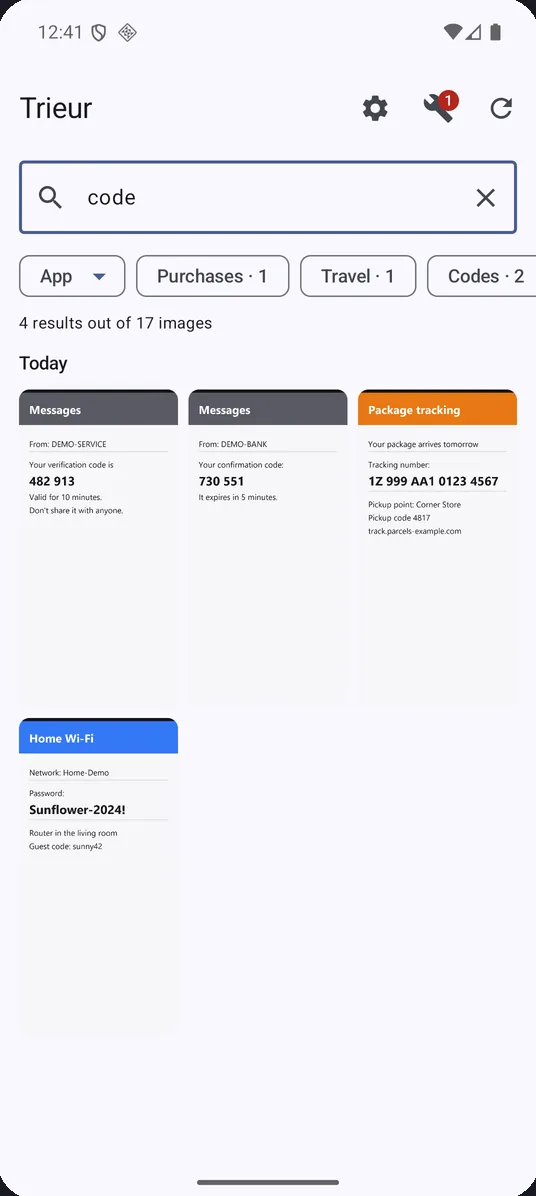 12:41
Trieur
1
code
App
Purchases · 1
Travel · 1
Codes · 2
4 results out of 17 images
Today
Messages
From: DEMO-SERVICE
Your verification code is
482 913
Valid for 10 minutes.
Don't share it with anyone.
Messages
From: DEMO-BANK
Your confirmation code:
730 551
It expires in 5 minutes.
Package tracking
Your package arrives tomorrow
Tracking number:
1Z 999 AA1 0123 4567
Pickup point: Corner Store
Pickup code 4817
track.parcels-example.com
Home Wi-Fi
Network: Home-Demo
Password:
Sunflower-2024!
Router in the living room
Guest code: sunny42